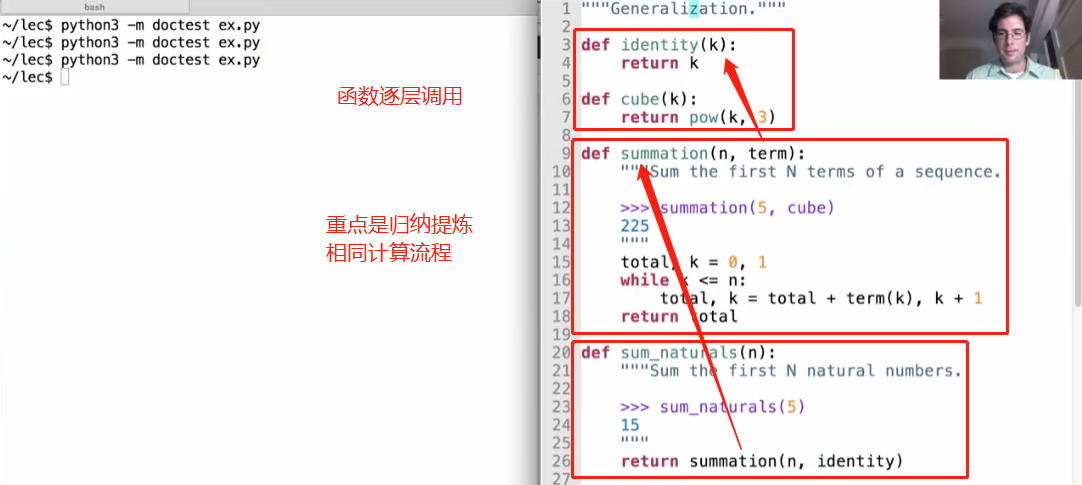 bash
~/lec$ python3 -m doctest ex.py
~/lec$ python3 -m doctest ex.py
~/lec$ python3 -m doctest ex.py
~/lec$
函数逐层调用
重点是归纳提炼
相同计算流程
1 """Generalization."""
2
3 def identity(k):
4     return k
5
6 def cube(k):
7     return pow(k, 3)
8
9 def summation(n, term):
10     """Sum the first N terms of a sequence.
11
12     >>> summation(5, cube)
13     225
14     """
15     total, k = 0, 1
16     while k <= n:
17         total, k = total + term(k), k + 1
18     return total
19
20 def sum_naturals(n):
21     """Sum the first N natural numbers.
22
23     >>> sum_naturals(5)
24     15
25     """
26     return summation(n, identity)
27